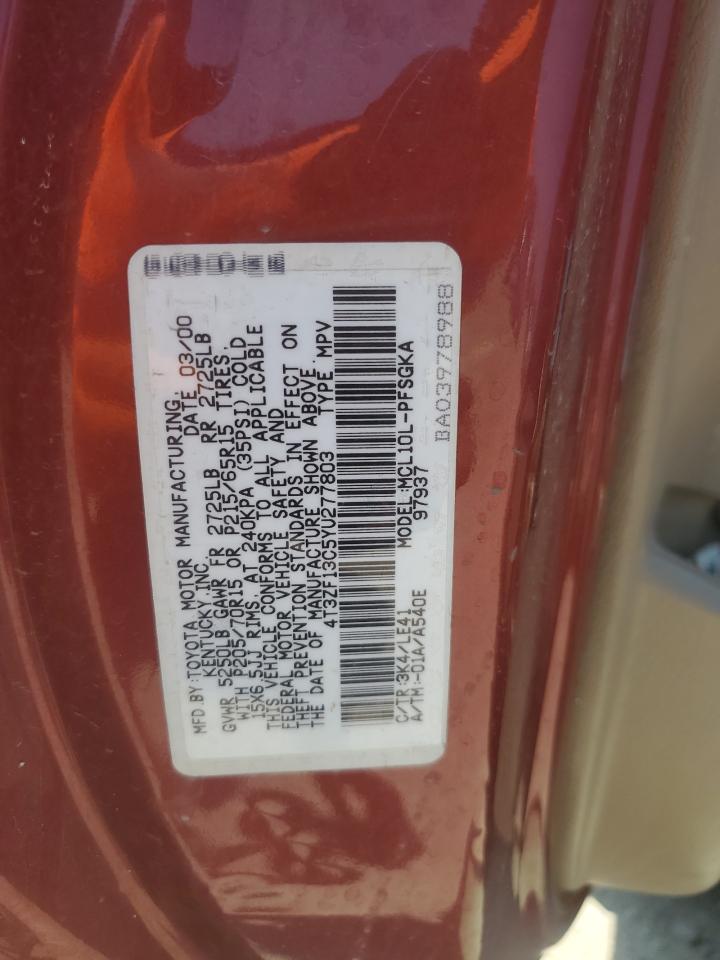 MFD.BY:TOYOTA MOTOR MANUFACTURING,
KENTUCKY,INC. DATE 03/00
GVWR 5250LB GAWR FR 2725LB RR 2725LB
WITH P205/70R15 OR P215/65R15 TIRES,
15X6.5JJ RIMS, AT 240KPA (35PSI) COLD
THIS VEHICLE CONFORMS TO ALL APPLICABLE
FEDERAL MOTOR VEHICLE SAFETY AND
THEFT PREVENTION STANDARDS IN EFFECT ON
THE DATE OF MANUFACTURE SHOWN ABOVE.
4T3ZF13C5YU277803 TYPE MPV
C/TR:3K4/LE41 MODEL:MCL10L-PFSGKA
A/TM:-01A/A540E 97937
BA03978988